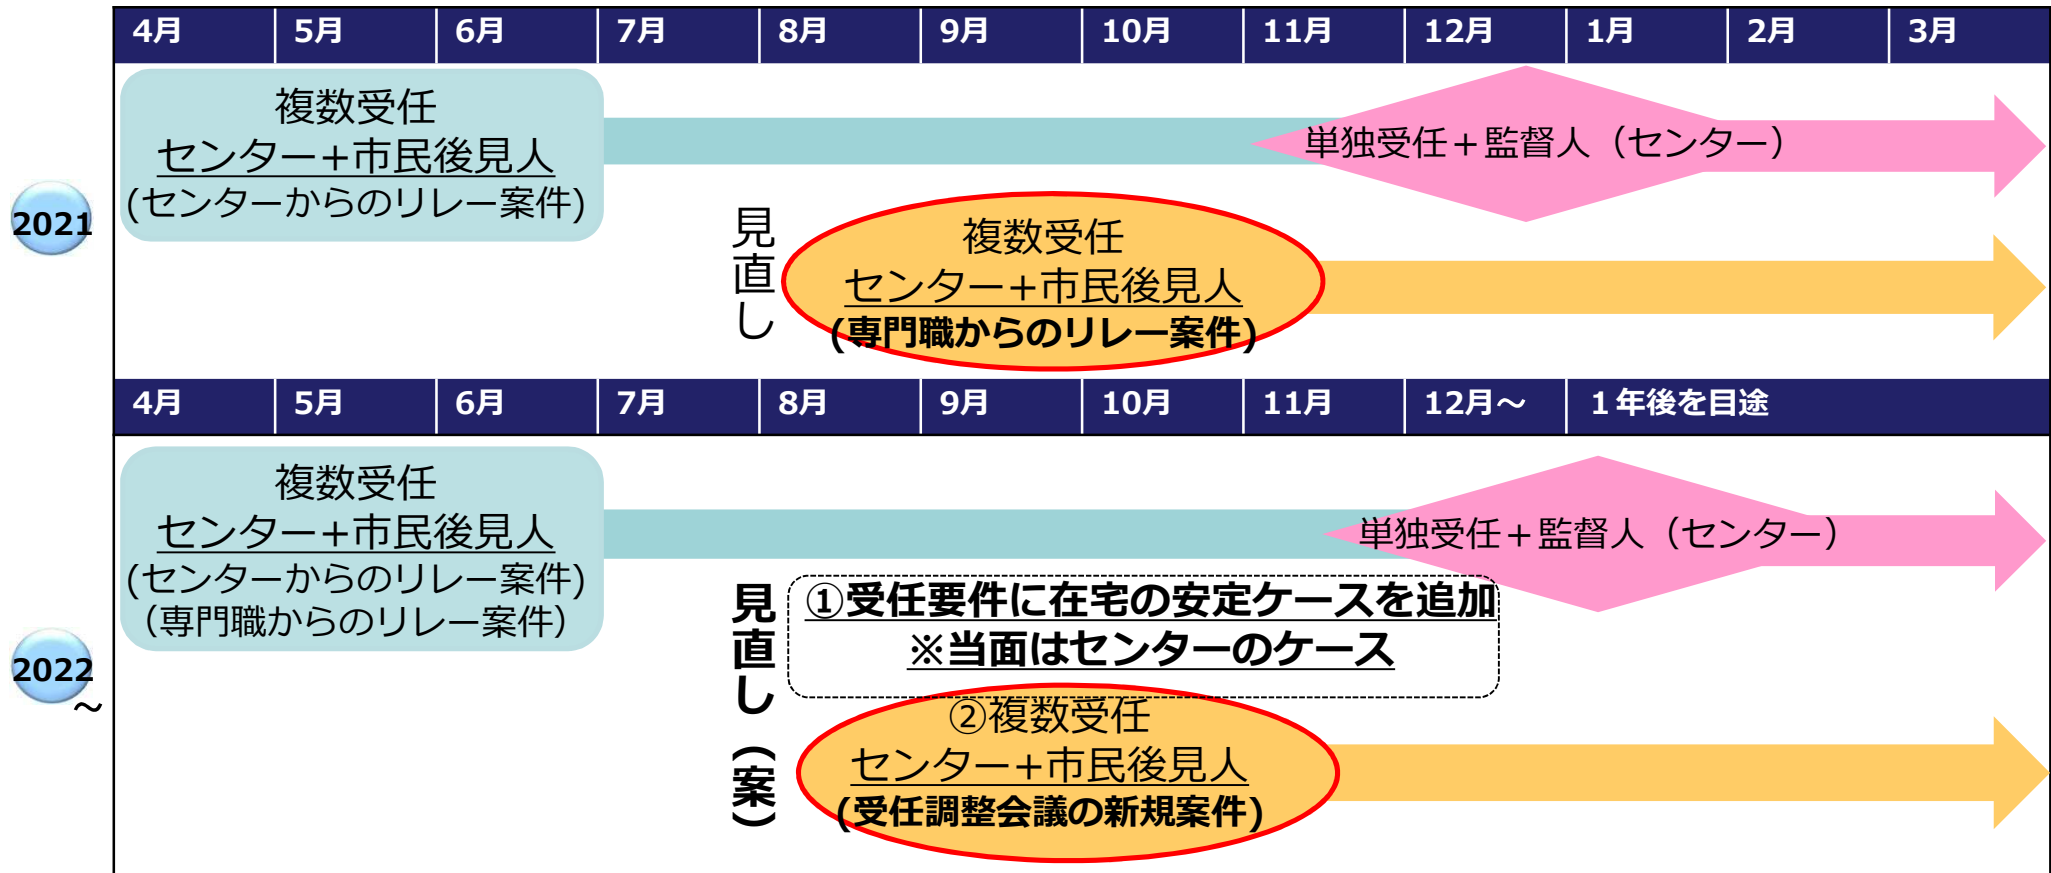 4月 5月 6月 7月 8月 9月 10月 11月 12月 1月 2月 3月
2021
複数受任
センター+市民後見人
(センターからのリレー案件)
単独受任＋監督人（センター）
見直し
複数受任
センター+市民後見人
(専門職からのリレー案件)
4月 5月 6月 7月 8月 9月 10月 11月 12月～ １年後を目途
2022
～
複数受任
センター+市民後見人
(センターからのリレー案件)
（専門職からのリレー案件）
単独受任＋監督人（センター）
見直し（案）
①受任要件に在宅の安定ケースを追加
※当面はセンターのケース
②複数受任
センター+市民後見人
(受任調整会議の新規案件)